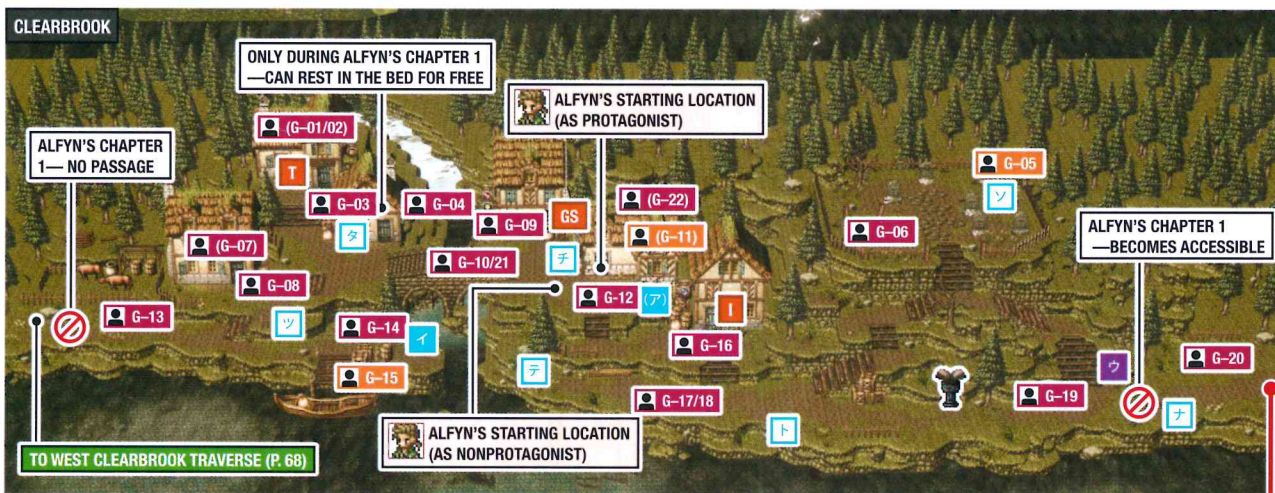 CLEARBROOK
ONLY DURING ALFYN'S CHAPTER 1
—CAN REST IN THE BED FOR FREE
ALFYN'S STARTING LOCATION
(AS PROTAGONIST)
(G–01/02)
ALFYN'S CHAPTER
1— NO PASSAGE
T
G–05
ソ
G–03
G–04
(G–22)
タ
G–09
GS
(G–11)
G–06
ALFYN'S CHAPTER 1
—BECOMES ACCESSIBLE
(G–07)
チ
G–10/21
G–08
G-12
(ア)
I
G–13
ツ
G–14
イ
G–16
G–20
ウ
G–15
テ
G–17/18
G–19
ナ
ト
ALFYN'S STARTING LOCATION
(AS NONPROTAGONIST)
TO WEST CLEARBROOK TRAVERSE (P. 68)